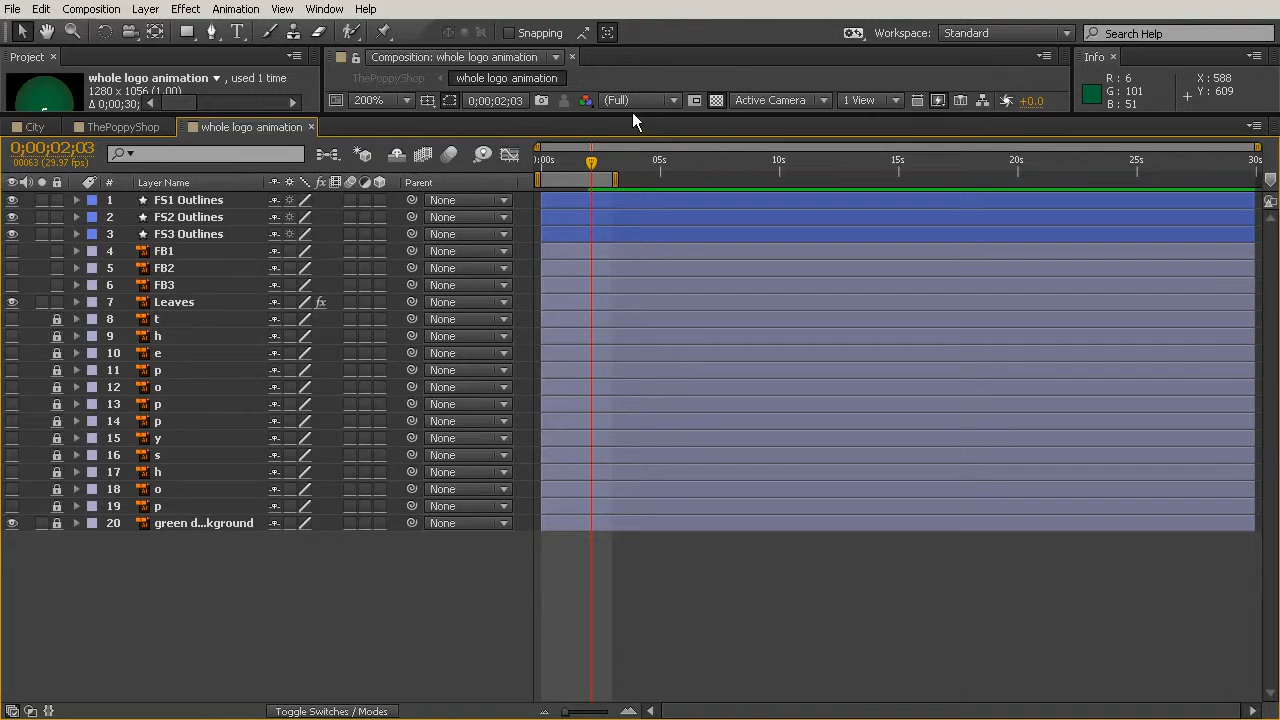 File Edit Composition Layer Effect Animation View Window Help
Snapping Workspace: Standard Search Help
Project × Composition: whole logo animation × Info ×
whole logo animation ▼ , used 1 time
1280 x 1056 (1.00)
Δ 0;00;30;
ThePoppyShop whole logo animation
R : 6
G : 101
B : 51
X : 588
Y : 609
200% 0;00;02;03 (Full) Active Camera 1 View +0.0
City ThePoppyShop whole logo animation ×
0;00;02;03
00063 (29.97 fps)
:00s 05s 10s 15s 20s 25s 30s
# Layer Name fx Parent
1 FS1 Outlines None
2 FS2 Outlines None
3 FS3 Outlines None
4 FB1 None
5 FB2 None
6 FB3 None
7 Leaves fx None
8 t None
9 h None
10 e None
11 p None
12 o None
13 p None
14 p None
15 y None
16 s None
17 h None
18 o None
19 p None
20 green d...kground None
Toggle Switches / Modes